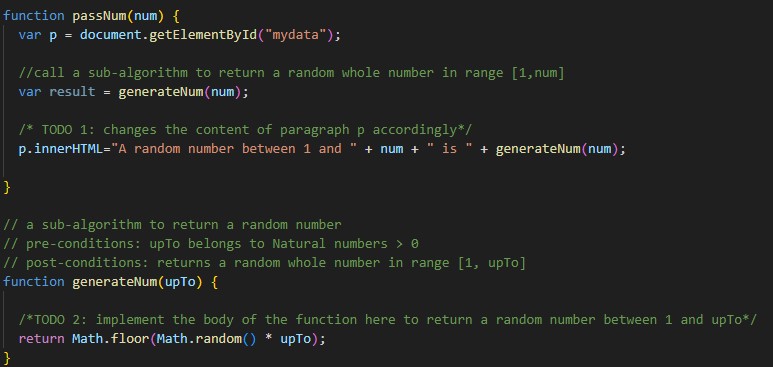 function passNum(num) {
var p = document.getElementById("mydata");
//call a sub-algorithm to return a random whole number in range [1,num]
var result = generateNum(num);
/* TODO 1: changes the content of paragraph p accordingly*/
p.innerHTML="A random number between 1 and " + num + " is " + generateNum(num);
}
// a sub-algorithm to return a random number
// pre-conditions: upTo belongs to Natural numbers > 0
// post-conditions: returns a random whole number in range [1, upTo]
function generateNum(upTo) {
/*TODO 2: implement the body of the function here to return a random number between 1 and upTo*/
return Math.floor(Math.random() * upTo);
}